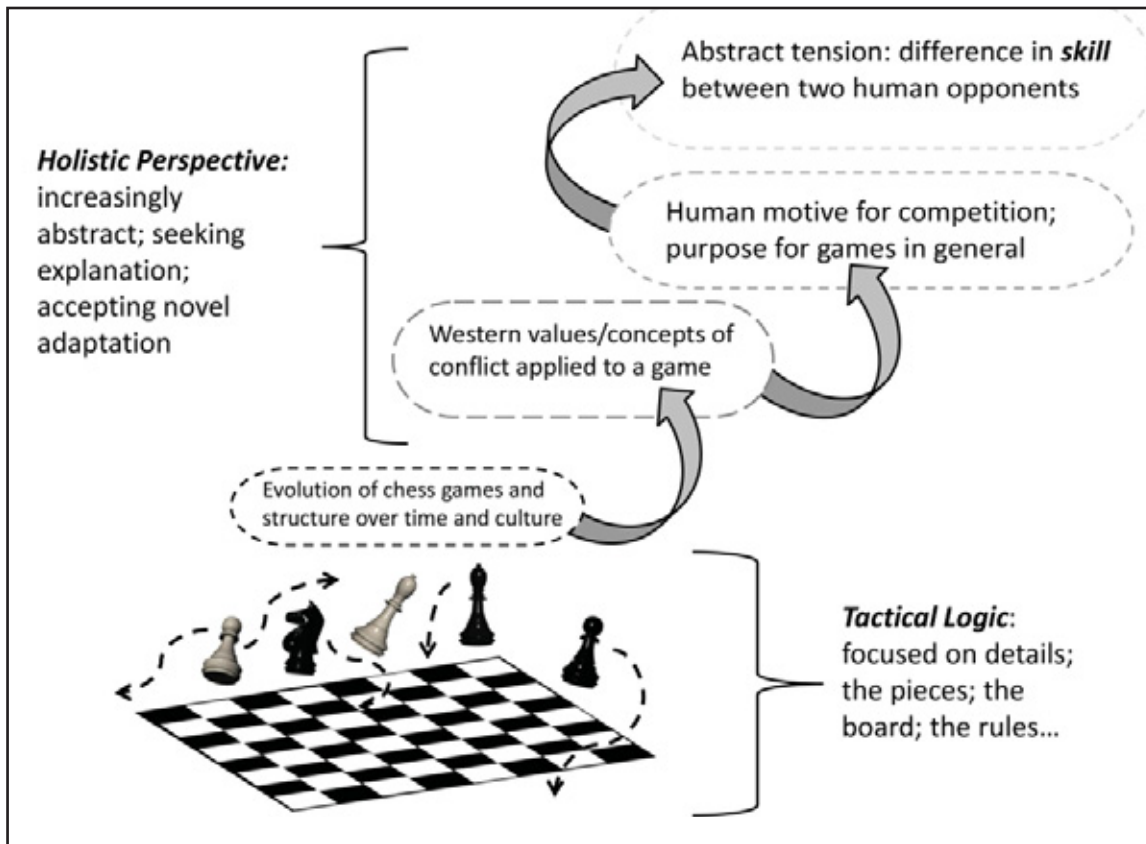 Abstract tension: difference in skill
between two human opponents
Holistic Perspective:
increasingly
abstract; seeking
explanation;
accepting novel
adaptation
Human motive for competition;
purpose for games in general
Western values/concepts of
conflict applied to a game
Evolution of chess games and
structure over time and culture
Tactical Logic:
focused on details;
the pieces; the
board; the rules…